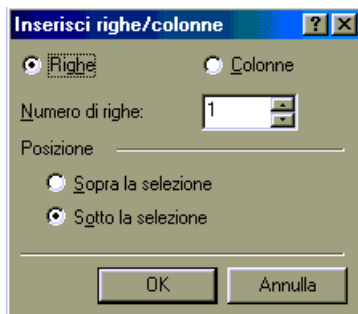 Inserisci righe/colonne
Righe Colonne
Numero di righe: 1
Posizione
Sopra la selezione
Sotto la selezione
OK Annulla